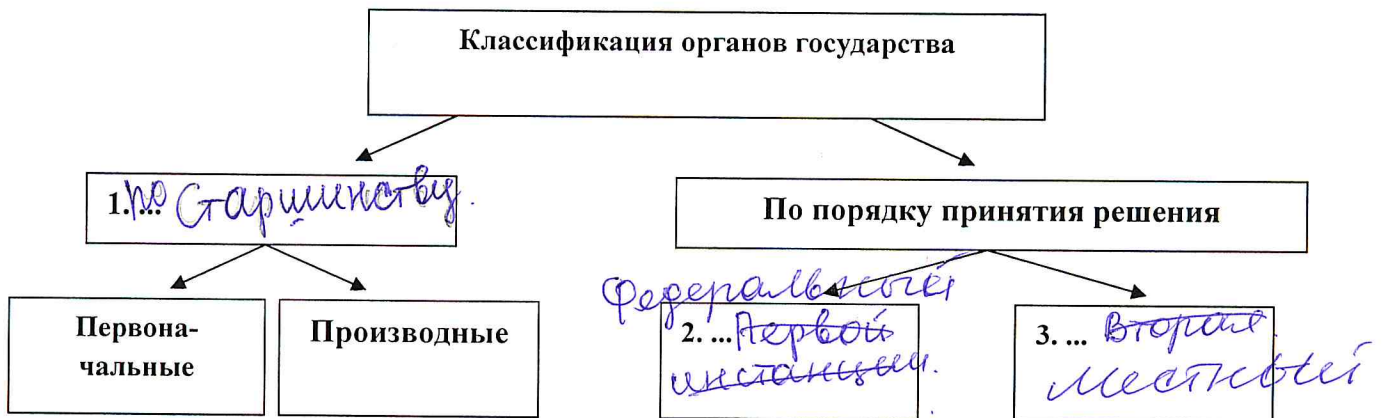 Классификация органов государства
1. ... по старшинству.
По порядку принятия решения
Первона-
чальные
Производные
Федеральный
2. ... Первой
инстанции.
3. ... Вторая
местный